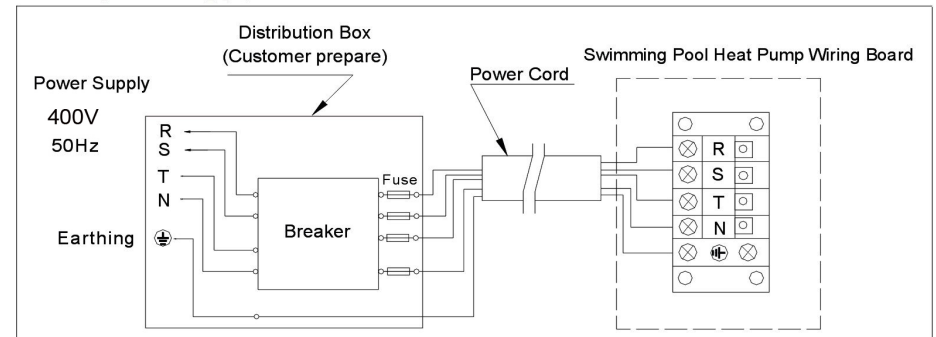 Distribution Box
(Customer prepare)
Swimming Pool Heat Pump Wiring Board
Power Cord
Power Supply
400V
50Hz
R
S
T
N
Earthing
Breaker
Fuse
R
S
T
N